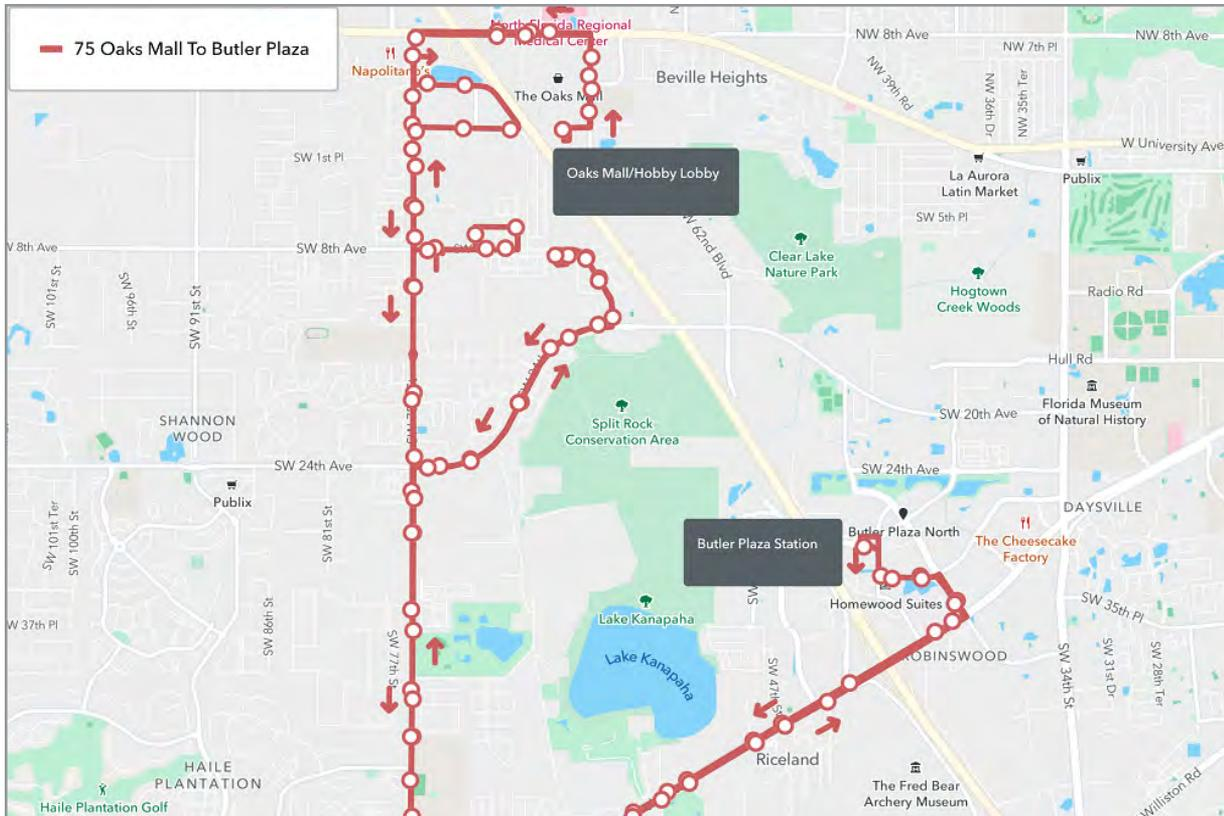 75 Oaks Mall To Butler Plaza
North Florida Regional
Medical Center
NW 8th Ave
NW 8th Ave
NW 7th Pl
Napolitano's
The Oaks Mall
Beville Heights
NW 39th Rd
NW 36th Dr
NW 35th Ter
W University Ave
SW 1st Pl
Oaks Mall/Hobby Lobby
La Aurora
Latin Market
Publix
SW 5th Pl
SW 62nd Blvd
W 8th Ave
SW 8th Ave
SW
Clear Lake
Nature Park
Hogtown
Creek Woods
Radio Rd
SW 101st St
SW 96th St
SW 91st St
Hull Rd
Florida Museum
of Natural History
SW 20th Ave
SHANNON
WOOD
Split Rock
Conservation Area
SW 24th Ave
SW 24th Ave
Publix
SW 101st Ter
SW 100th St
SW 81st St
DAYSVILLE
Butler Plaza North
The Cheesecake
Factory
Butler Plaza Station
SW
Homewood Suites
SW 35th Pl
W 37th Pl
SW 86th St
SW 77th St
Lake Kanapaha
Lake Kanapaha
ROBINSWOOD
SW 47th St
SW 34th St
SW 31st Dr
SW 28th Ter
Riceland
HAILE
PLANTATION
The Fred Bear
Archery Museum
Williston Rd
Haile Plantation Golf